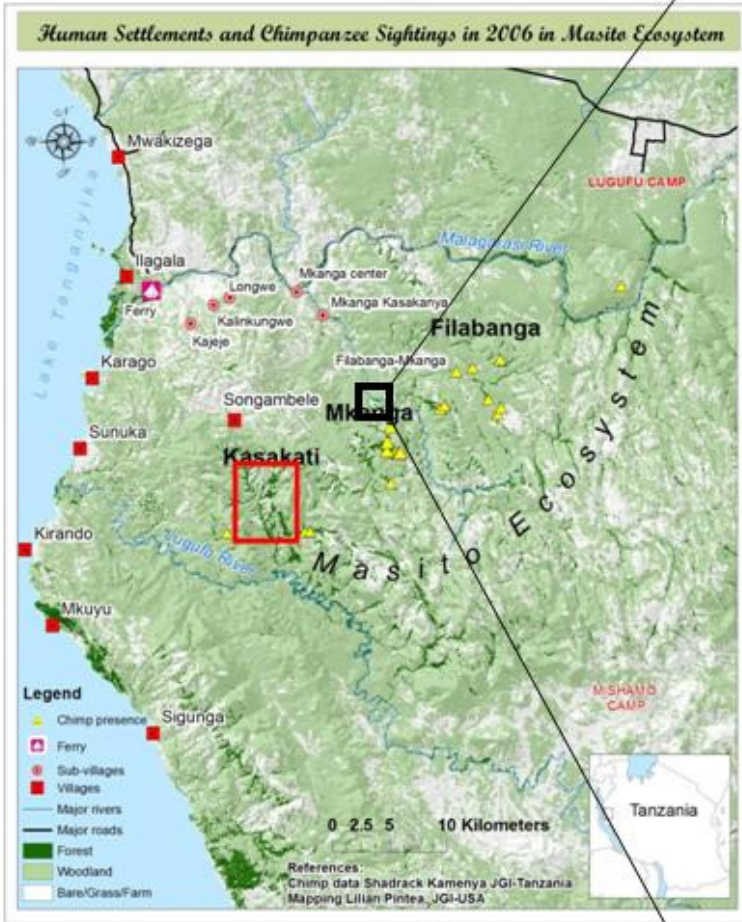 Human Settlements and Chimpanzee Sightings in 2006 in Masito Ecosystem
Mwakizega
LUGUFU CAMP
Lake Tanganyika
Malagarasi River
Ilagala
Ferry
Longwe
Mkanga center
Kalinkungwe
Mkanga Kasakanya
Kajeje
Filabanga
Filabanga-Mkanga
Karago
Songambele
Mkanga
Sunuka
Kasakati
Kirando
Lugufu River
Masito Ecosystem
Mkuyu
MISHAMO
CAMP
Sigunga
Legend
Chimp presence
Ferry
Sub-villages
Villages
Major rivers
Major roads
Forest
Woodland
Bare/Grass/Farm
0 2.5 5 10 Kilometers
References:
Chimp data Shadrack Kamenya JGI-Tanzania
Mapping Lilian Pintea, JGI-USA
Tanzania